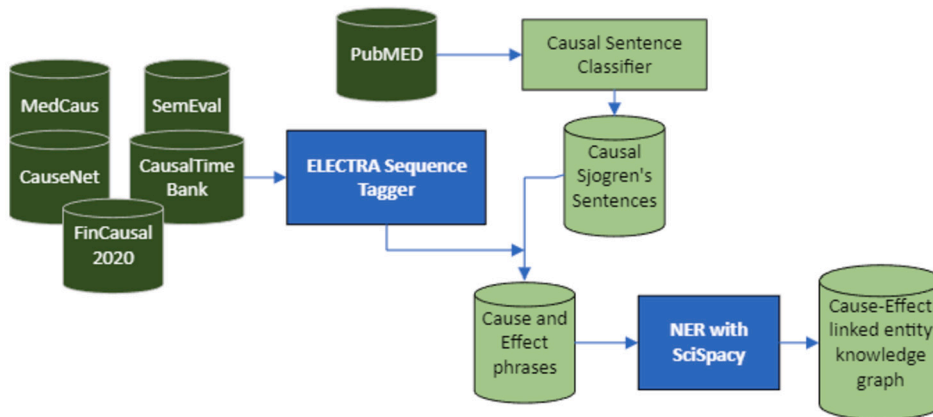 PubMED
Causal Sentence
Classifier
MedCaus
SemEval
CauseNet
CausalTime
Bank
FinCausal
2020
ELECTRA Sequence
Tagger
Causal
Sjogren's
Sentences
Cause and
Effect
phrases
NER with
SciSpacy
Cause-Effect
linked entity
knowledge
graph